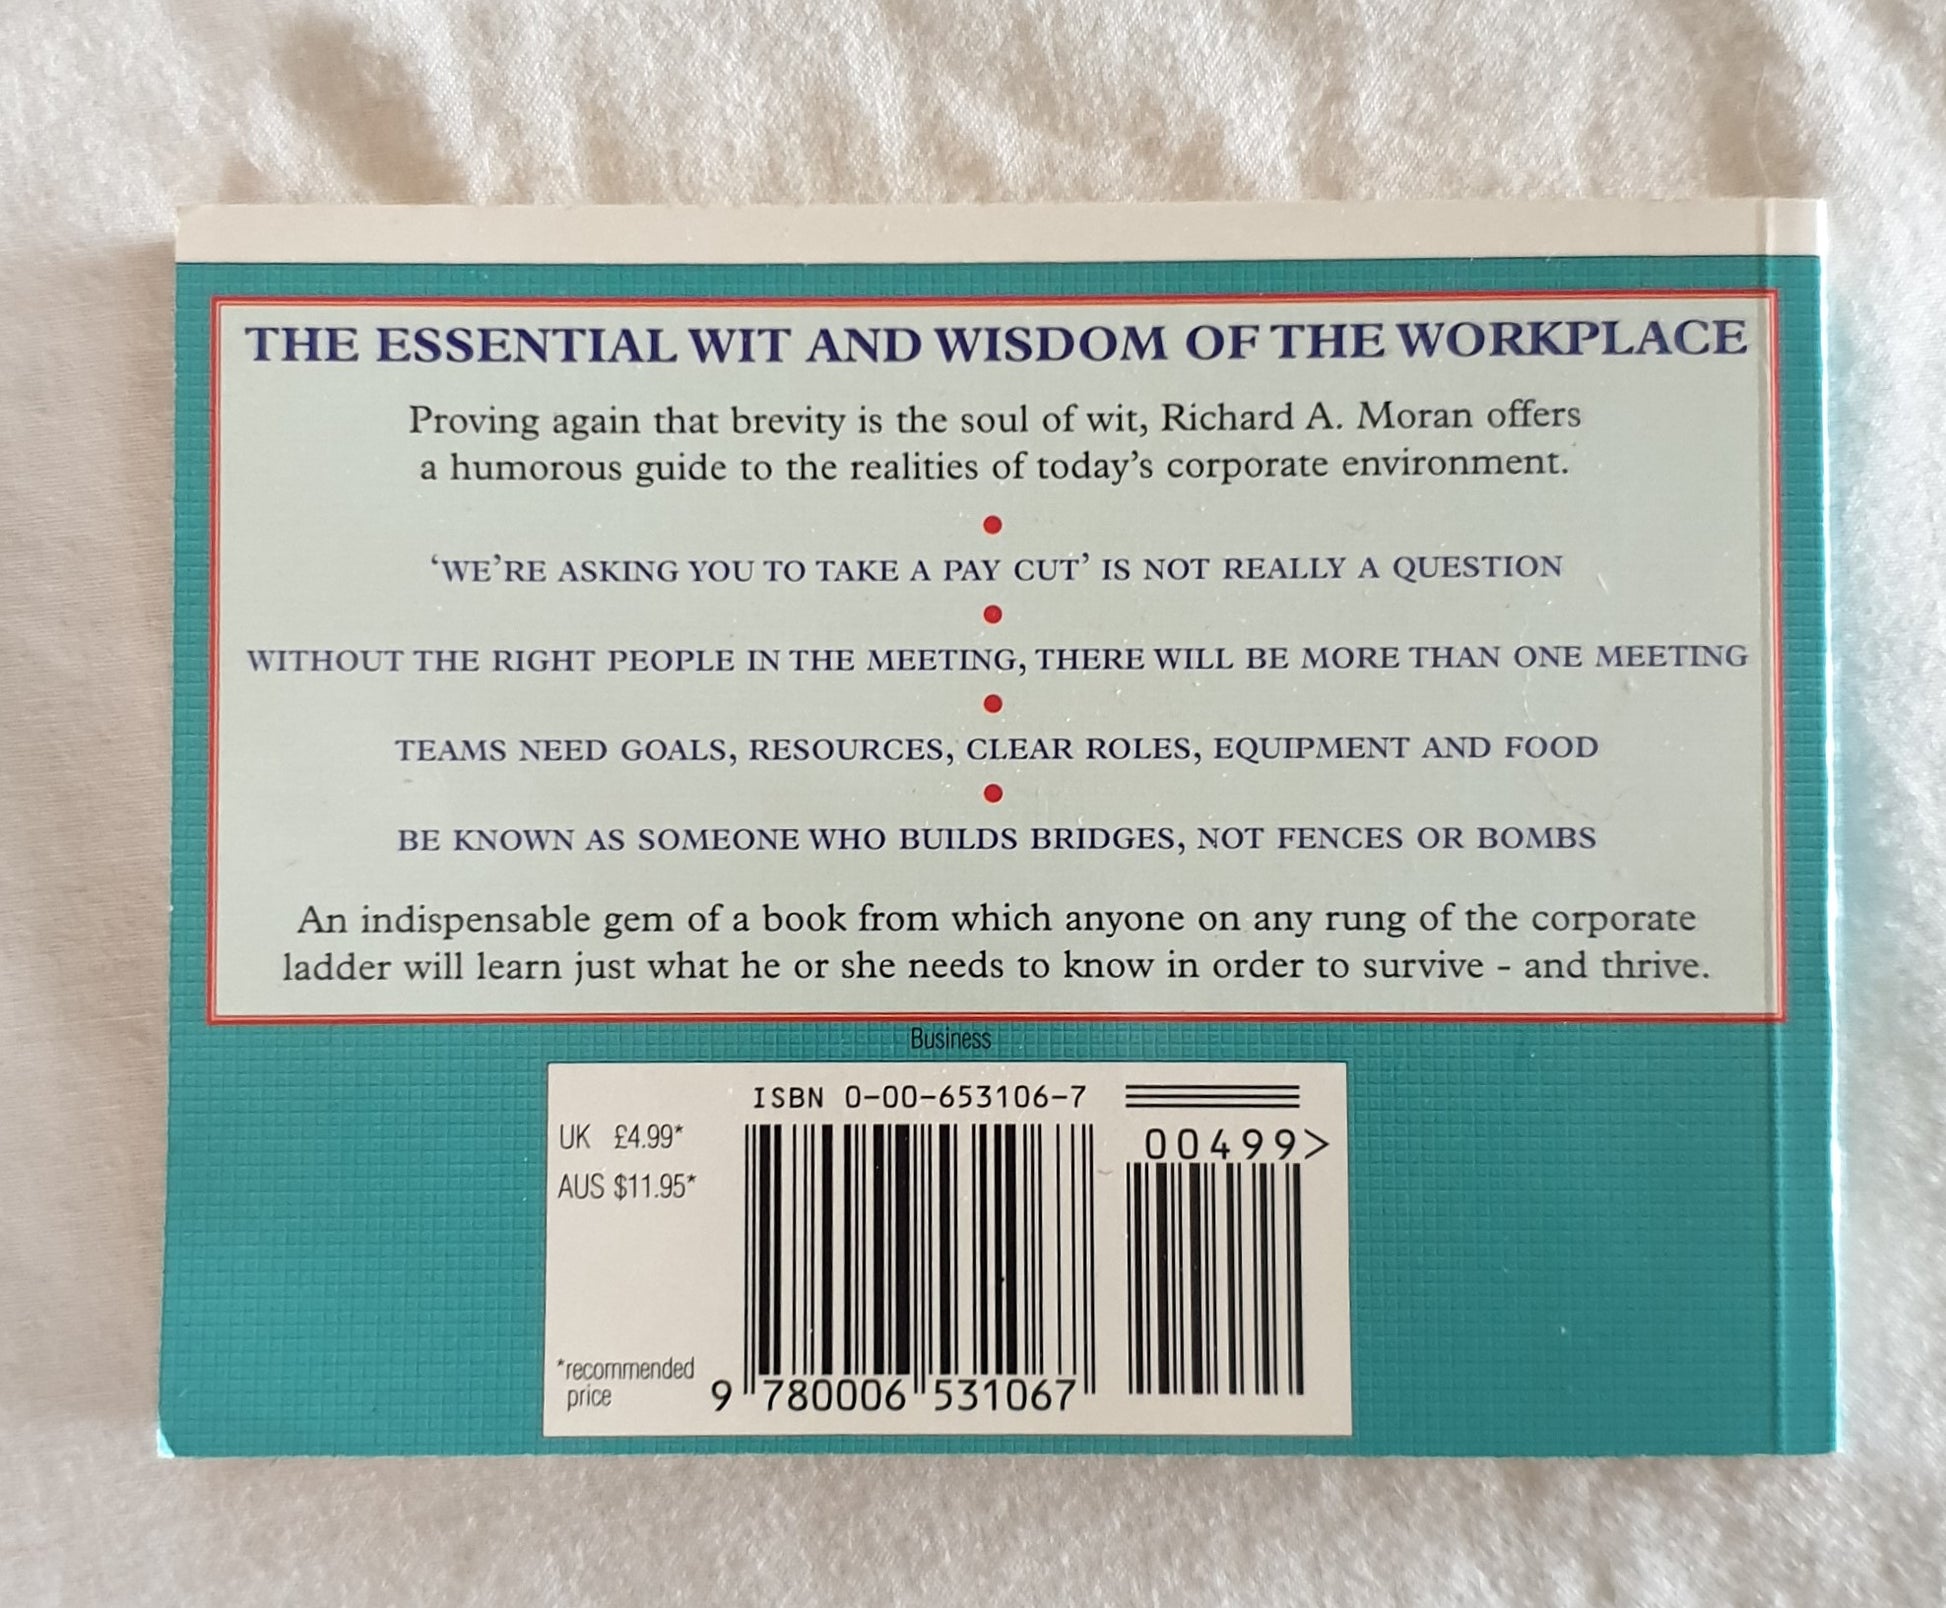 THE ESSENTIAL WIT AND WISDOM OF THE WORKPLACE
Proving again that brevity is the soul of wit, Richard A. Moran offers
a humorous guide to the realities of today’s corporate environment.
‘WE’RE ASKING YOU TO TAKE A PAY CUT’ IS NOT REALLY A QUESTION
WITHOUT THE RIGHT PEOPLE IN THE MEETING, THERE WILL BE MORE THAN ONE MEETING
TEAMS NEED GOALS, RESOURCES, CLEAR ROLES, EQUIPMENT AND FOOD
BE KNOWN AS SOMEONE WHO BUILDS BRIDGES, NOT FENCES OR BOMBS
An indispensable gem of a book from which anyone on any rung of the corporate
ladder will learn just what he or she needs to know in order to survive - and thrive.
Business
ISBN 0-00-653106-7
UK £4.99*
AUS $11.95*
00499>
*recommended
price
9 780006 531067